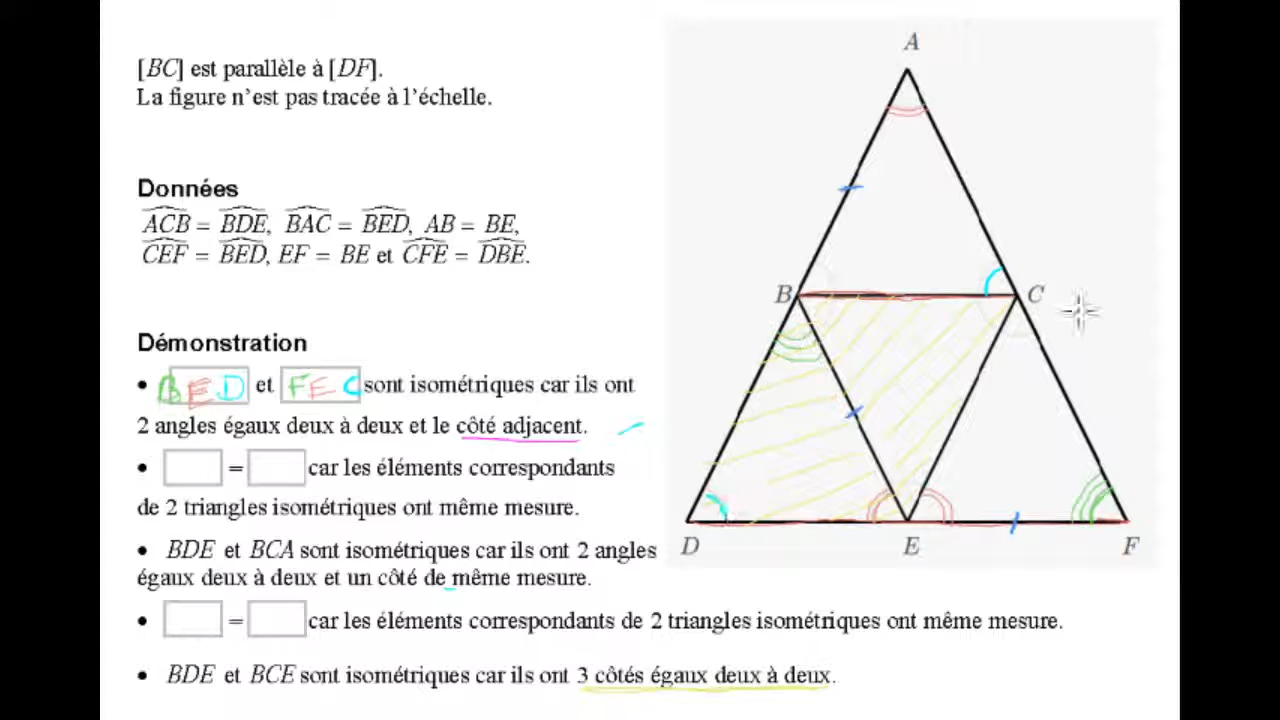 [BC] est parallèle à [DF].
La figure n'est pas tracée à l'échelle.
Données
ACB = BDE, BAC = BED, AB = BE,
CEF = BED, EF = BE et CFE = DBE.
Démonstration
• BED et FEC sont isométriques car ils ont
2 angles égaux deux à deux et le côté adjacent.
• = car les éléments correspondants
de 2 triangles isométriques ont même mesure.
• BDE et BCA sont isométriques car ils ont 2 angles
égaux deux à deux et un côté de même mesure.
• = car les éléments correspondants de 2 triangles isométriques ont même mesure.
• BDE et BCE sont isométriques car ils ont 3 côtés égaux deux à deux.
A
B
C
D
E
F